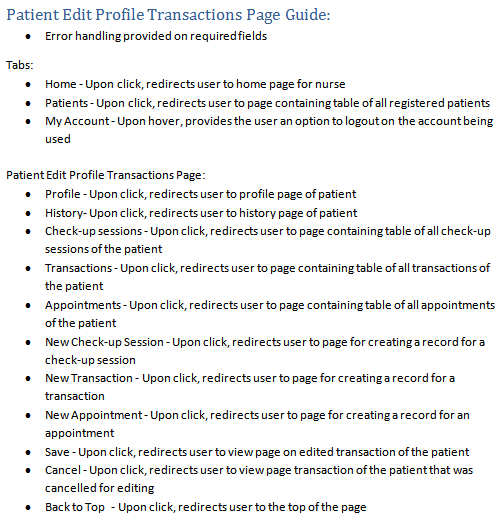 Patient Edit Profile Transactions Page Guide:
• Error handling provided on required fields
Tabs:
• Home - Upon click, redirects user to home page for nurse
• Patients - Upon click, redirects user to page containing table of all registered patients
• My Account - Upon hover, provides the user an option to logout on the account being
used
Patient Edit Profile Transactions Page:
• Profile - Upon click, redirects user to profile page of patient
• History- Upon click, redirects user to history page of patient
• Check-up sessions - Upon click, redirects user to page containing table of all check-up
sessions of the patient
• Transactions - Upon click, redirects user to page containing table of all transactions of
the patient
• Appointments - Upon click, redirects user to page containing table of all appointments
of the patient
• New Check-up Session - Upon click, redirects user to page for creating a record for a
check-up session
• New Transaction - Upon click, redirects user to page for creating a record for a
transaction
• New Appointment - Upon click, redirects user to page for creating a record for an
appointment
• Save - Upon click, redirects user to view page on edited transaction of the patient
• Cancel - Upon click, redirects user to view page transaction of the patient that was
cancelled for editing
• Back to Top - Upon click, redirects user to the top of the page